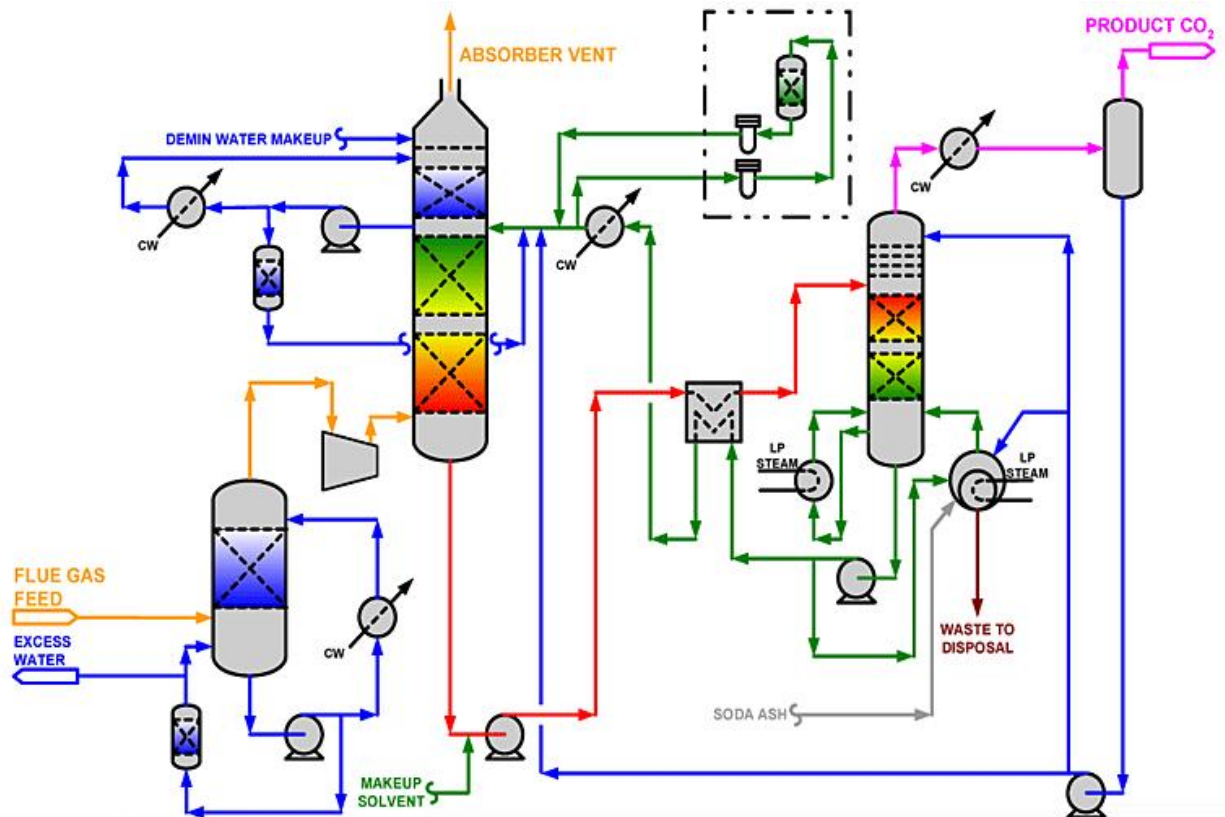 ABSORBER VENT
PRODUCT CO₂
DEMIN WATER MAKEUP
CW
CW
CW
LP
STEAM
LP
STEAM
FLUE GAS
FEED
EXCESS
WATER
CW
WASTE TO
DISPOSAL
SODA ASH
MAKEUP
SOLVENT